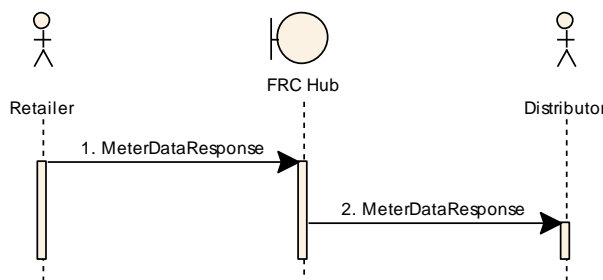 FRC Hub
Retailer
Distributor
1. MeterDataResponse
2. MeterDataResponse